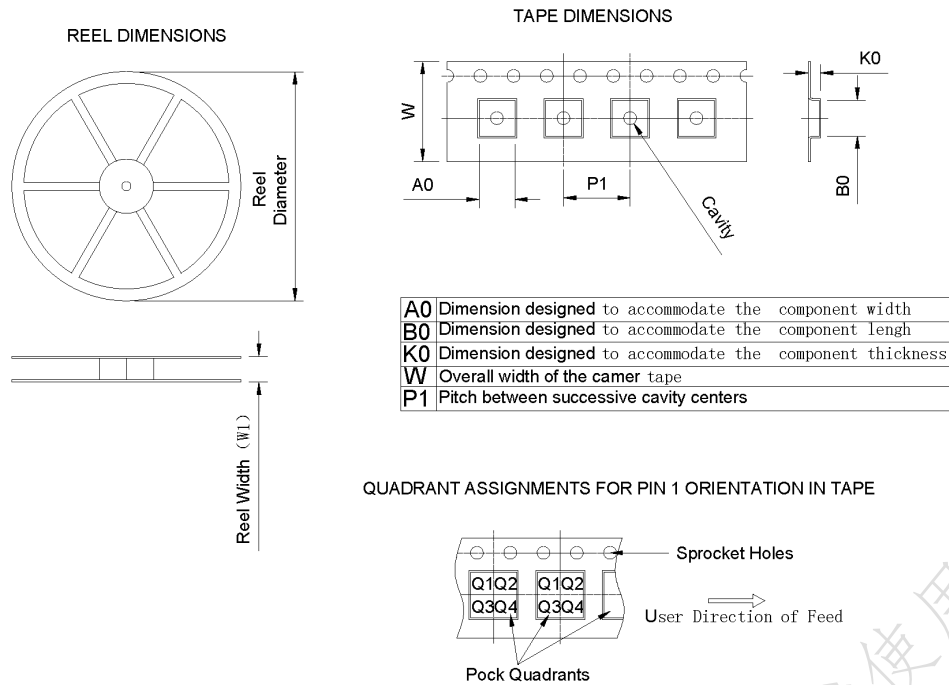 REEL DIMENSIONS
TAPE DIMENSIONS
Reel
Diameter
Reel Width (W1)
W
A0
P1
Cavity
K0
B0
A0 Dimension designed to accommodate the component width
B0 Dimension designed to accommodate the component lengh
K0 Dimension designed to accommodate the component thickness
W Overall width of the camer tape
P1 Pitch between successive cavity centers
QUADRANT ASSIGNMENTS FOR PIN 1 ORIENTATION IN TAPE
Sprocket Holes
Q1Q2 Q1Q2
Q3Q4 Q3Q4
User Direction of Feed
Pock Quadrants
使用